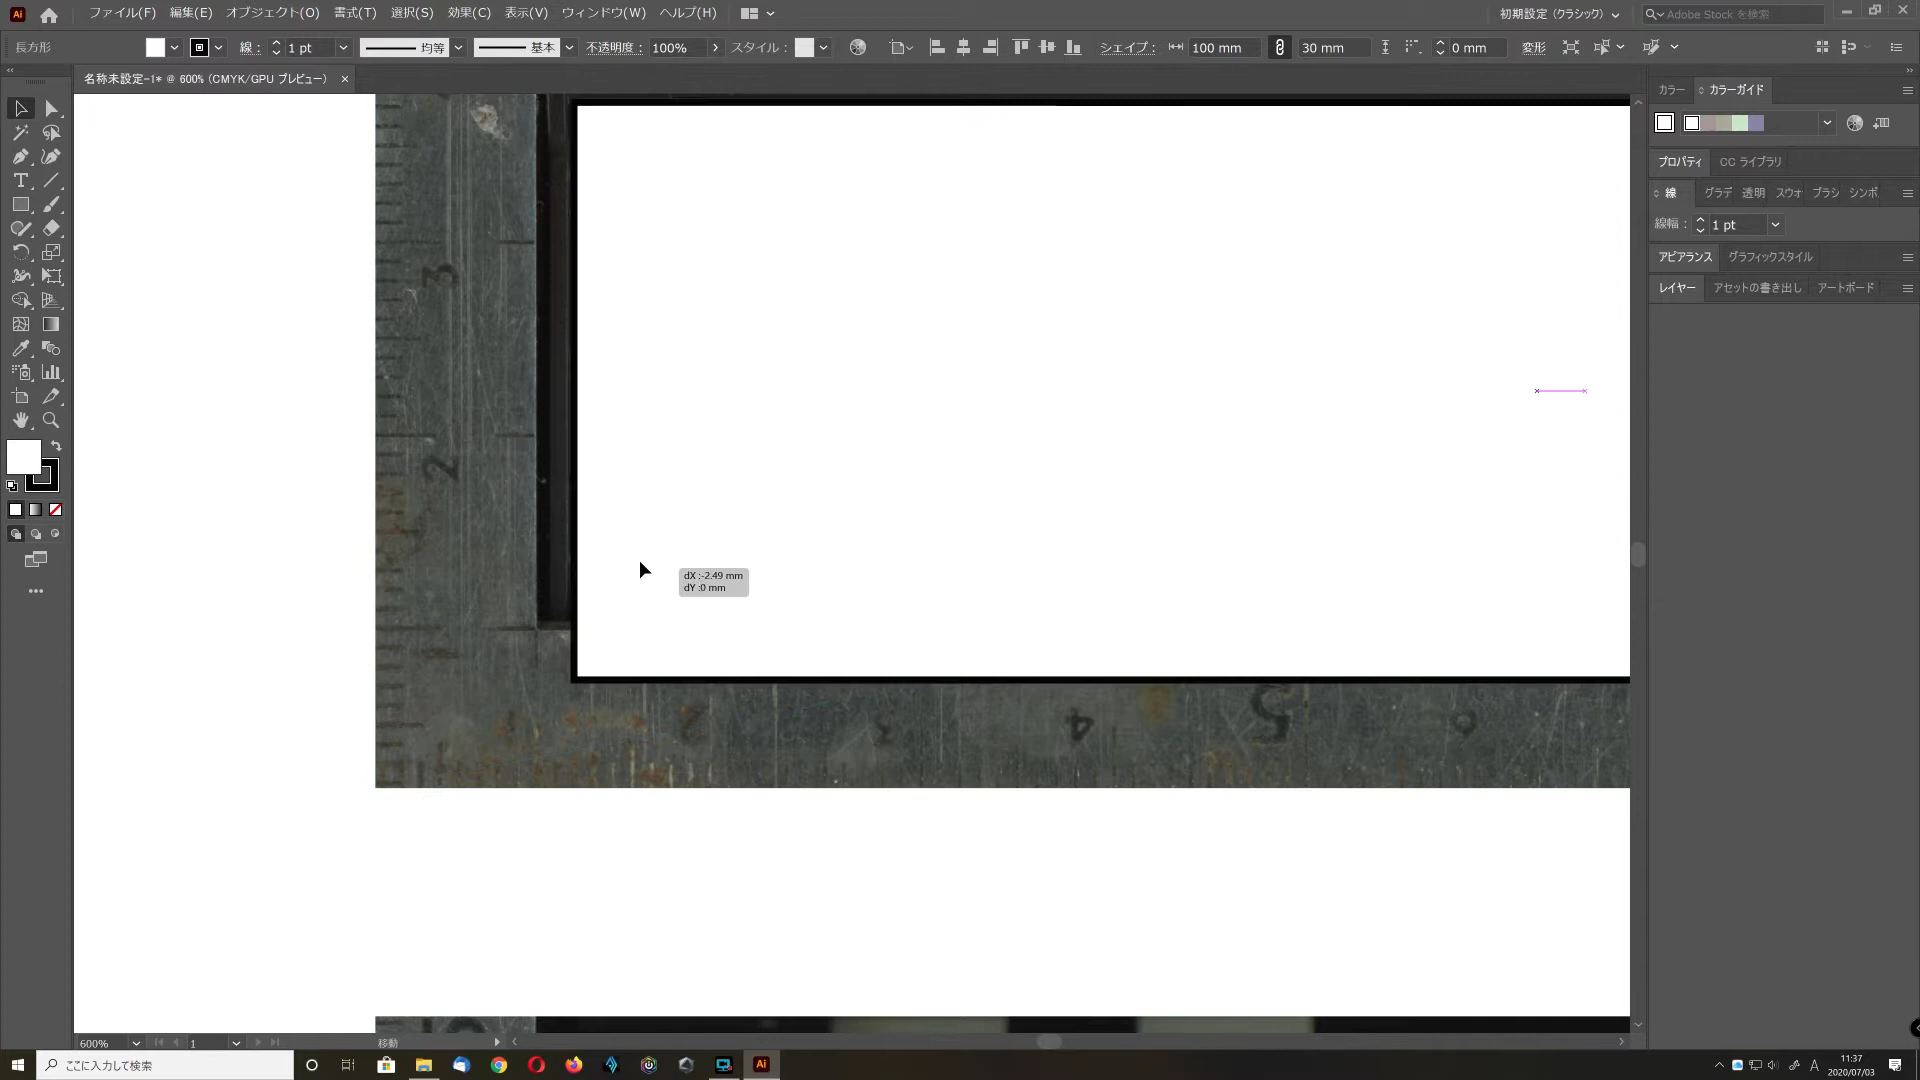 Ai ファイル(F) 編集(E) オブジェクト(O) 書式(T) 選択(S) 効果(C) 表示(V) ウィンドウ(W) ヘルプ(H) 初期設定 (クラシック) Adobe Stock を検索
長方形 線: 1 pt 均等 基本 不透明度: 100% スタイル: シェイプ: 100 mm 30 mm 0 mm 変形
名称未設定-1* @ 600% (CMYK/GPU プレビュー) ×
カラー カラーガイド
プロパティ CC ライブラリ
線 グラデ 透明 スウォ ブラシ シンボ
線幅: 1 pt
アピアランス グラフィックスタイル
レイヤー アセットの書き出し アートボード
3
2
dX :-2.49 mm
dY :0 mm
2 3 4 5 6
600% 1 移動
ここに入力して検索 Ai A 11:37
2020/07/03